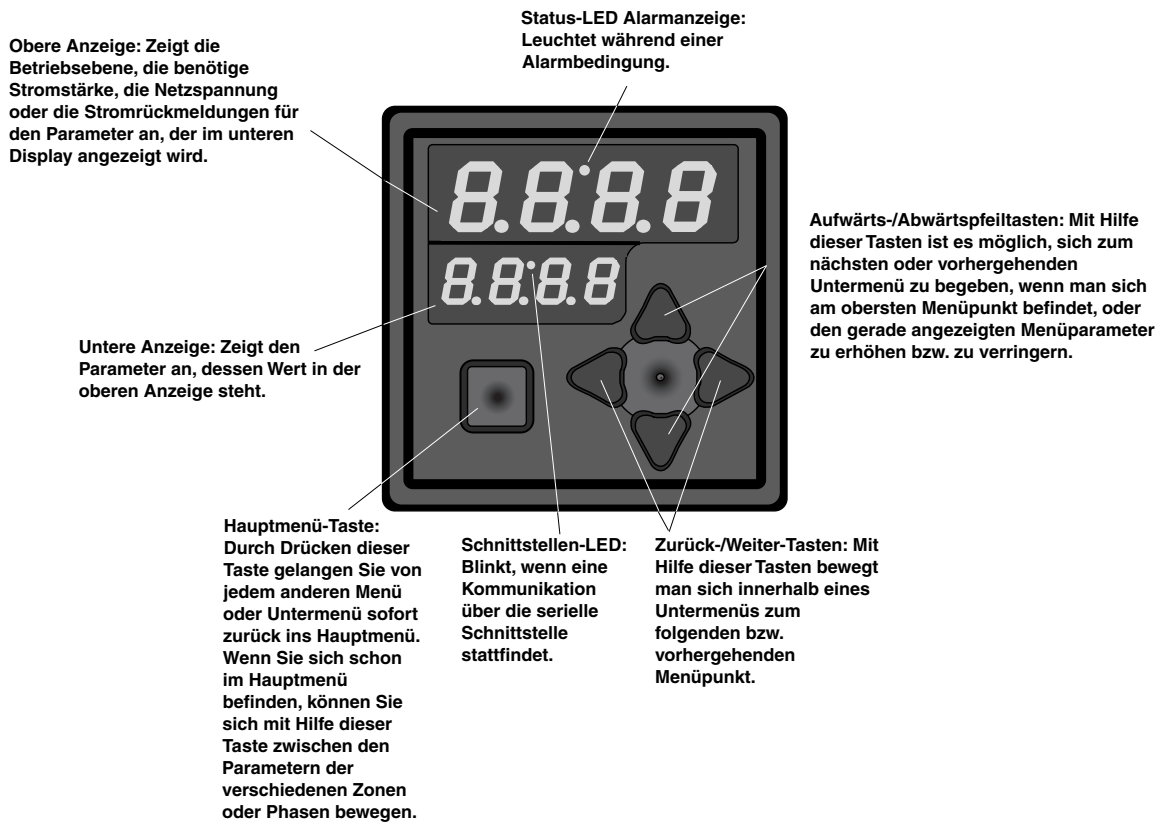 Status-LED Alarmanzeige:
Leuchtet während einer
Alarmbedingung.
Obere Anzeige: Zeigt die
Betriebsebene, die benötige
Stromstärke, die Netzspannung
oder die Stromrückmeldungen für
den Parameter an, der im unteren
Display angezeigt wird.
8.8.8.8
8.8.8.8
Aufwärts-/Abwärtspfeiltasten: Mit Hilfe
dieser Tasten ist es möglich, sich zum
nächsten oder vorhergehenden
Untermenü zu begeben, wenn man sich
am obersten Menüpunkt befindet, oder
den gerade angezeigten Menüparameter
zu erhöhen bzw. zu verringern.
Untere Anzeige: Zeigt den
Parameter an, dessen Wert in der
oberen Anzeige steht.
Hauptmenü-Taste:
Durch Drücken dieser
Taste gelangen Sie von
jedem anderen Menü
oder Untermenü sofort
zurück ins Hauptmenü.
Wenn Sie sich schon
im Hauptmenü
befinden, können Sie
sich mit Hilfe dieser
Taste zwischen den
Parametern der
verschiedenen Zonen
oder Phasen bewegen.
Schnittstellen-LED:
Blinkt, wenn eine
Kommunikation
über die serielle
Schnittstelle
stattfindet.
Zurück-/Weiter-Tasten: Mit
Hilfe dieser Tasten bewegt
man sich innerhalb eines
Untermenüs zum
folgenden bzw.
vorhergehenden
Menüpunkt.